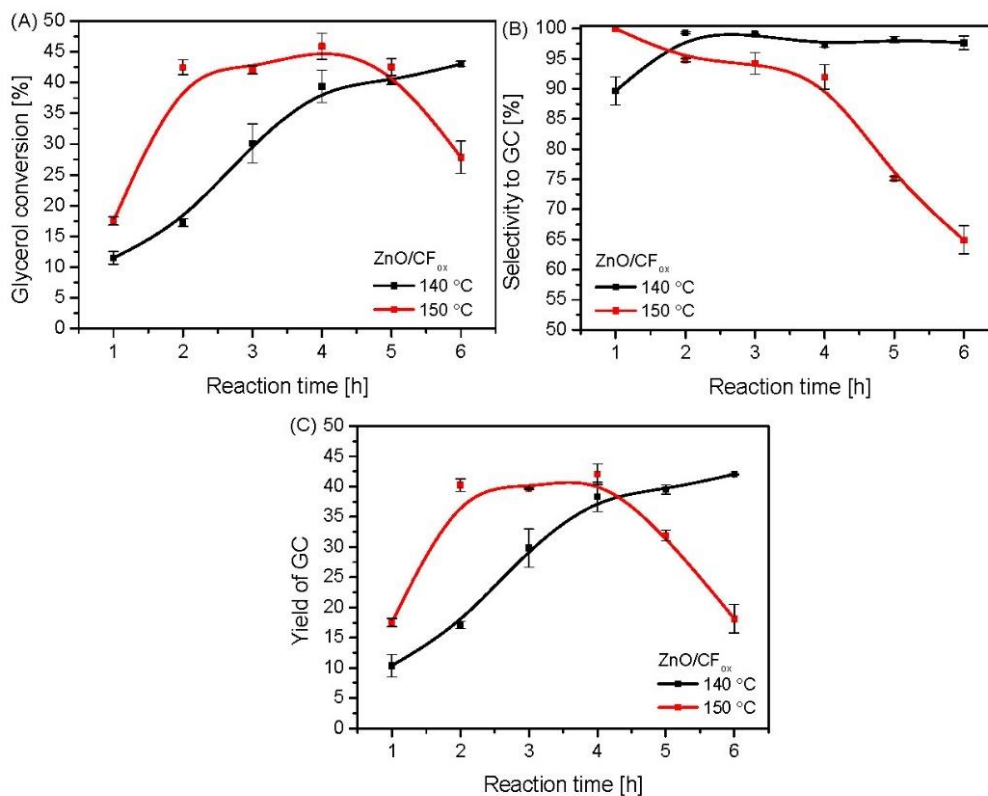 (A)
Glycerol conversion [%]
50
45
40
35
30
25
20
15
10
5
0
ZnO/CFox
140 °C
150 °C
1 2 3 4 5 6
Reaction time [h]
(B)
Selectivity to GC [%]
100
95
90
85
80
75
70
65
60
55
50
ZnO/CFox
140 °C
150 °C
1 2 3 4 5 6
Reaction time [h]
(C)
Yield of GC
50
45
40
35
30
25
20
15
10
5
0
ZnO/CFox
140 °C
150 °C
1 2 3 4 5 6
Reaction time [h]